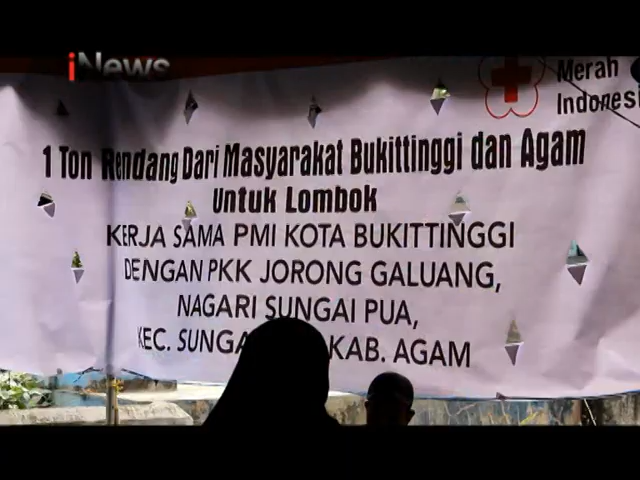 iNews
Merah
Indonesi
1 Ton Rendang Dari Masyarakat Bukittinggi dan Agam
Untuk Lombok
KERJA SAMA PMI KOTA BUKITTINGGI
DENGAN PKK JORONG GALUANG,
NAGARI SUNGAI PUA,
KEC. SUNGA KAB. AGAM